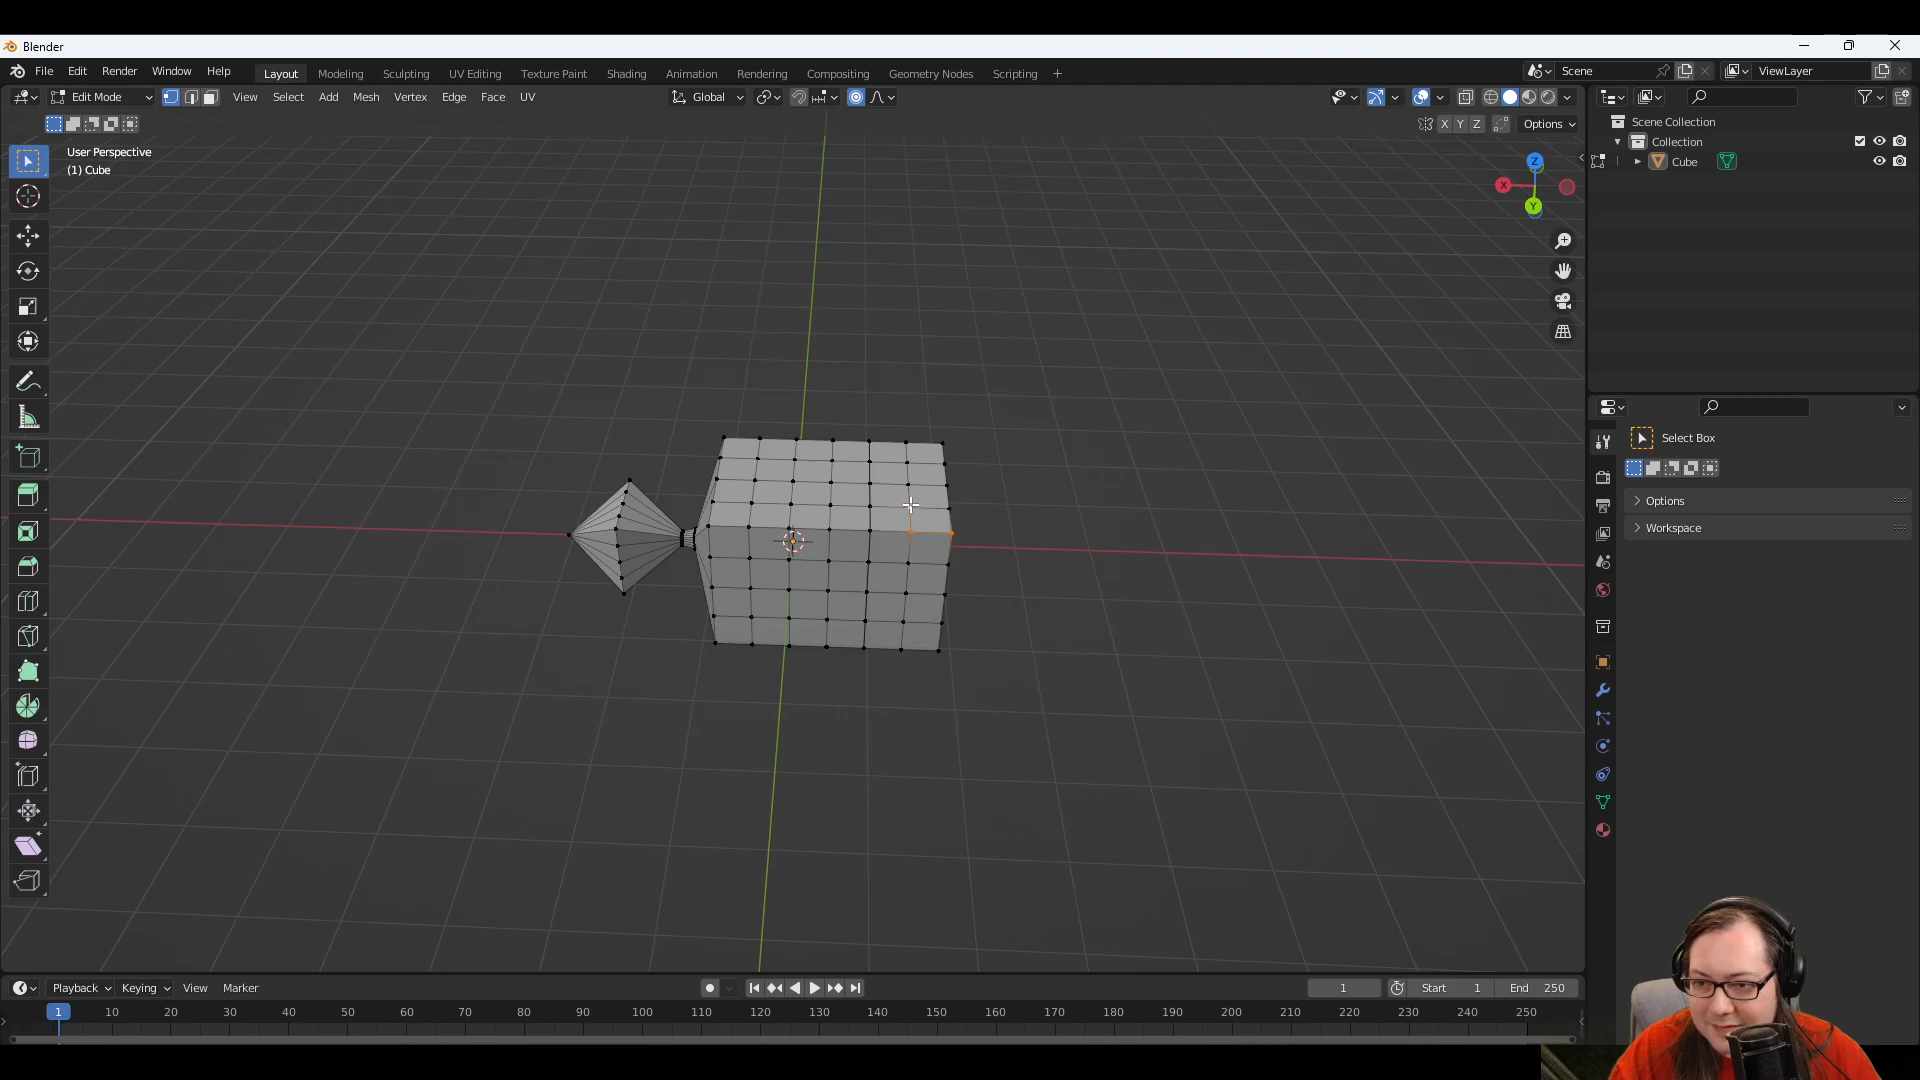 Blender
File Edit Render Window Help
Layout Modeling Sculpting UV Editing Texture Paint Shading Animation Rendering Compositing Geometry Nodes Scripting +
Scene
ViewLayer
Edit Mode
View Select Add Mesh Vertex Edge Face UV
Global
X Y Z
Options
User Perspective
(1) Cube
Z
X
Y
Scene Collection
Collection
Cube
Select Box
Options
Workspace
Playback Keying View Marker
1
Start 1
End 250
1 10 20 30 40 50 60 70 80 90 100 110 120 130 140 150 160 170 180 190 200 210 220 230 240 250